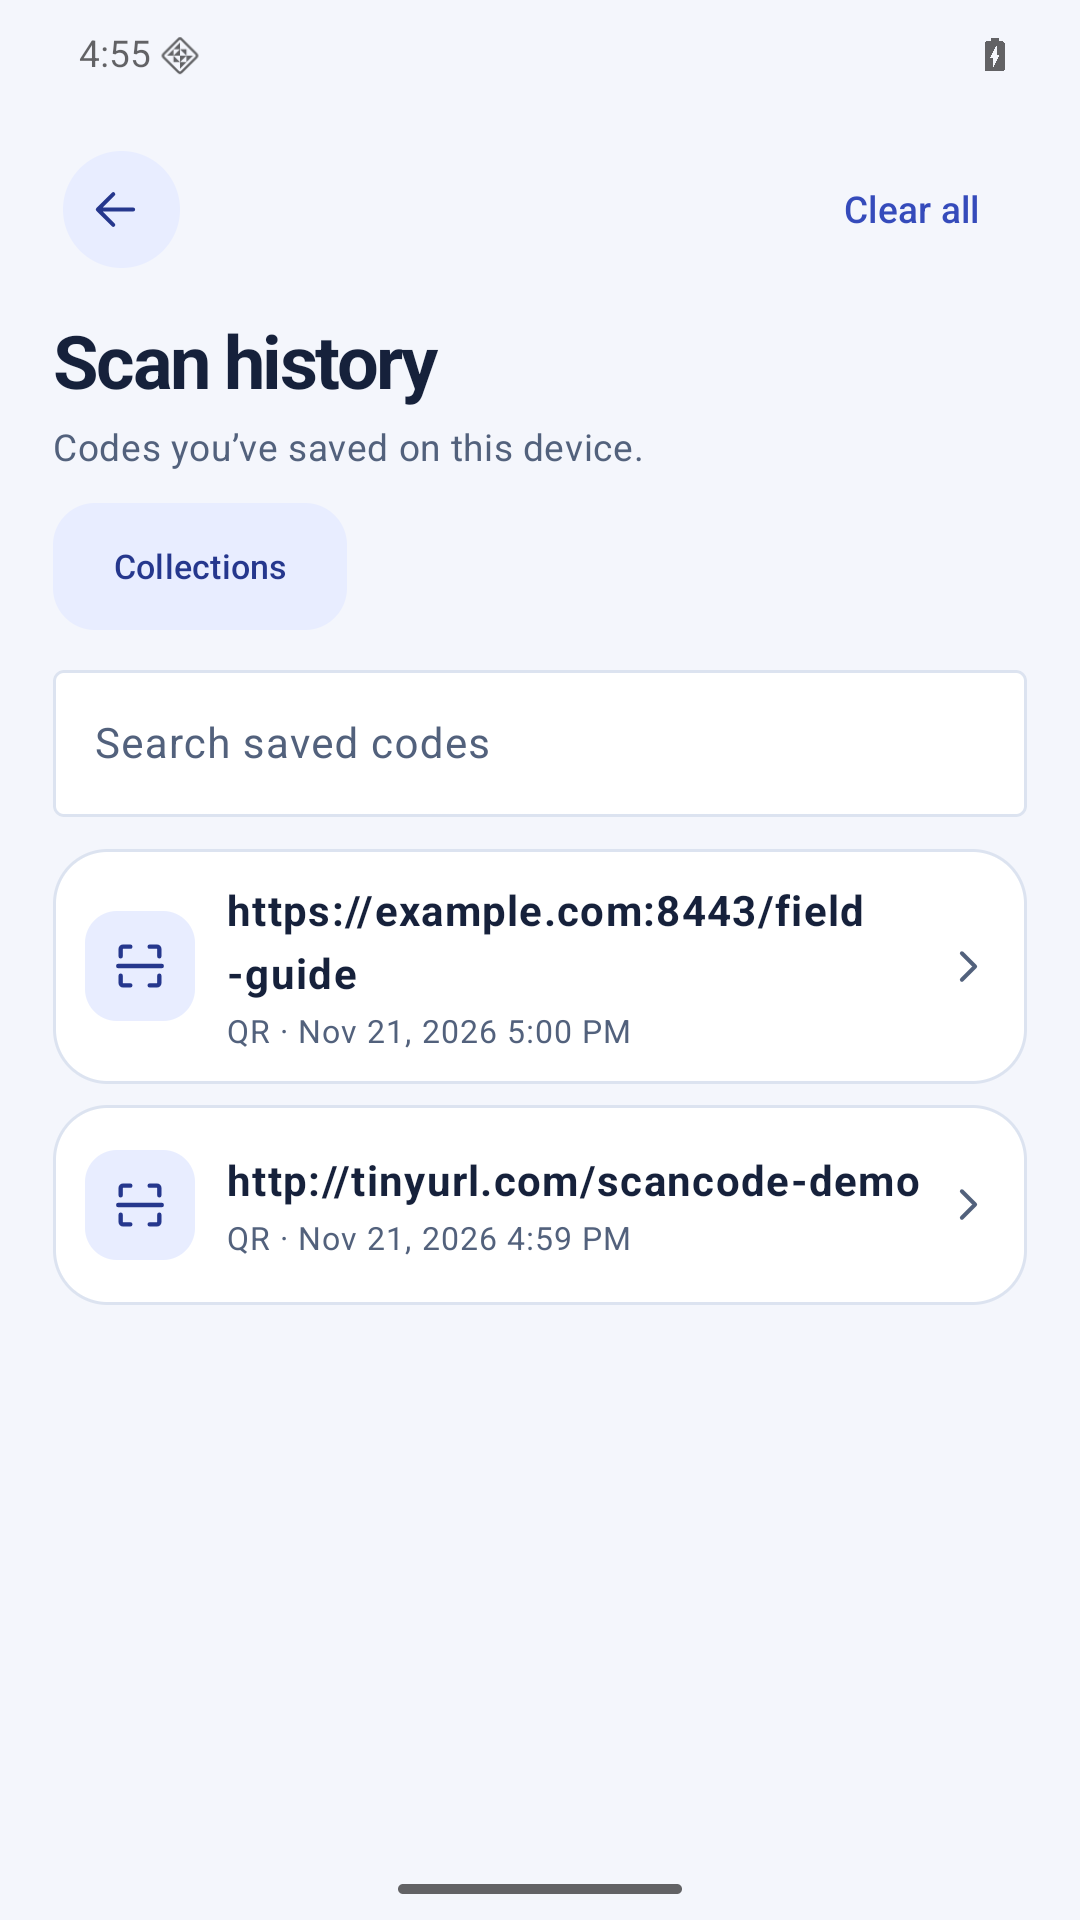 4:55
Clear all
Scan history
Codes you’ve saved on this device.
Collections
Search saved codes
https://example.com:8443/field
-guide
QR · Nov 21, 2026 5:00 PM
http://tinyurl.com/scancode-demo
QR · Nov 21, 2026 4:59 PM